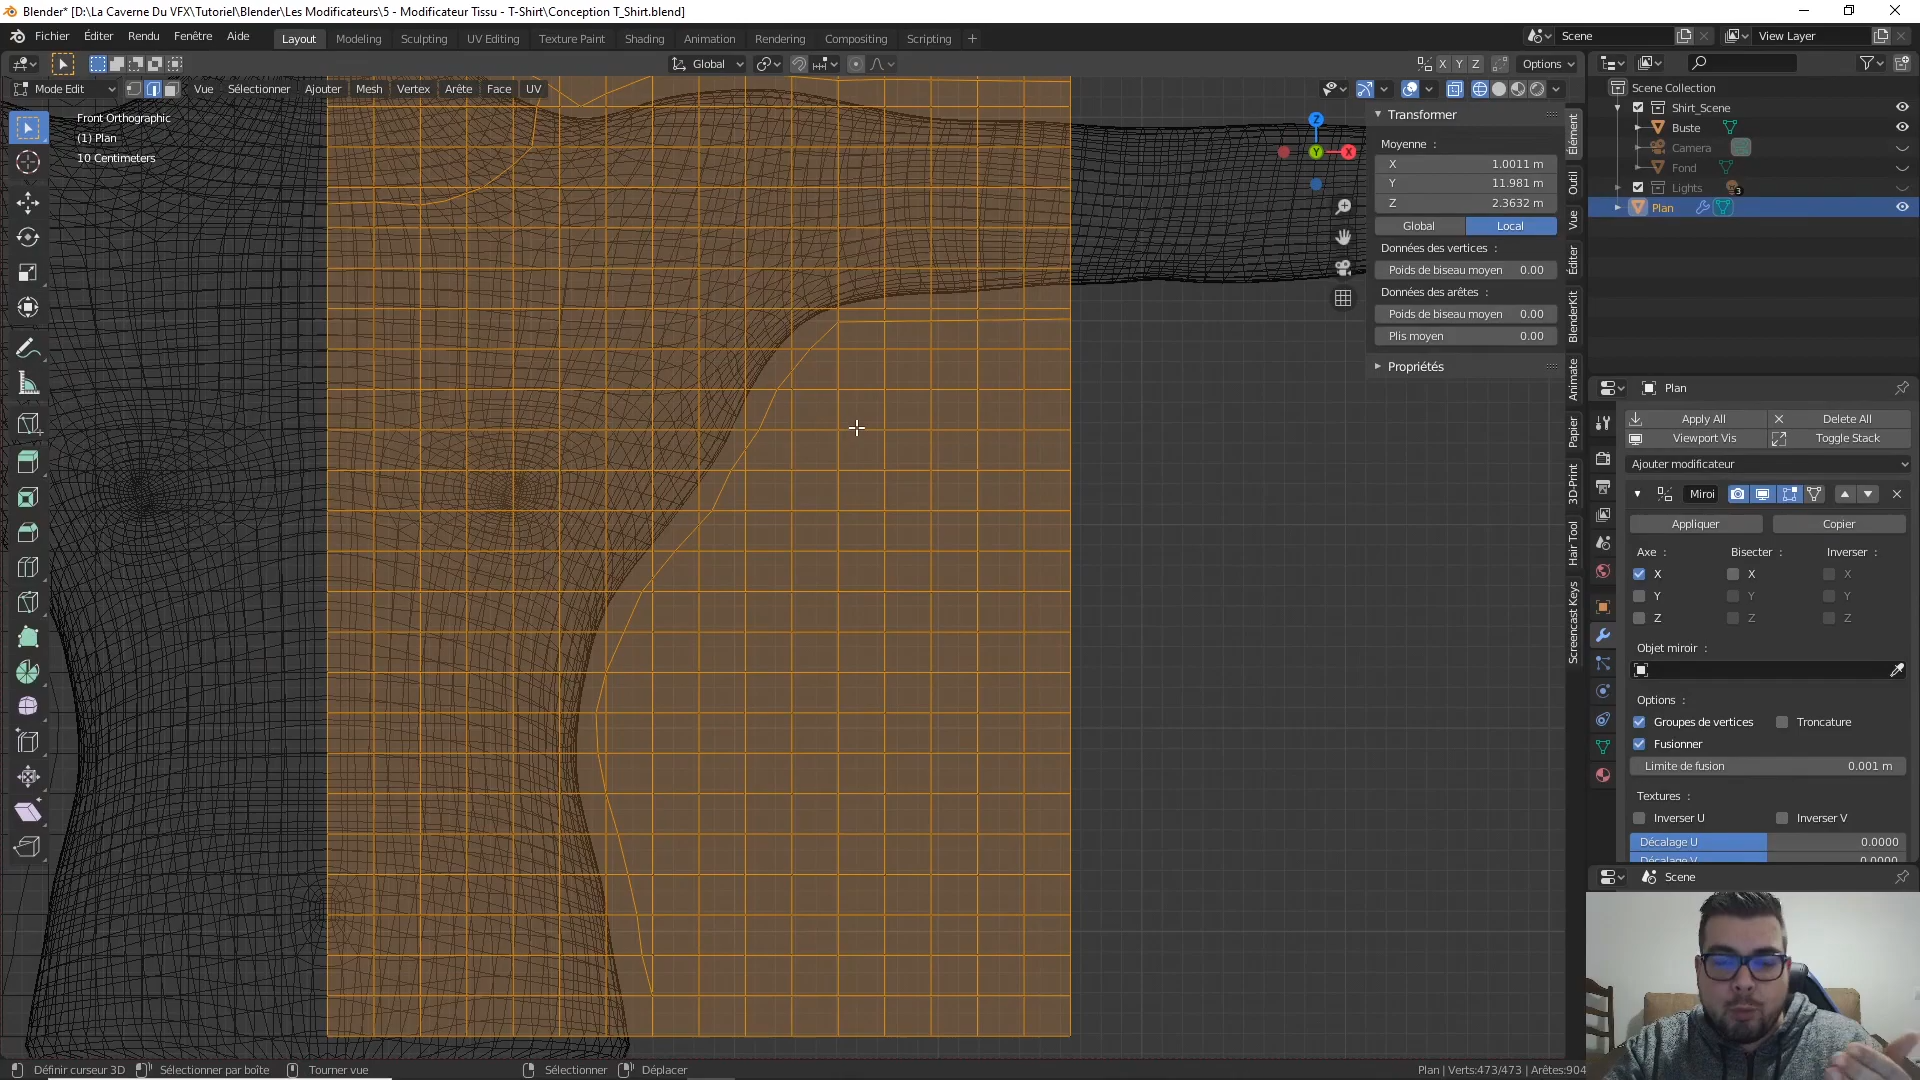 Blender* [D:\La Caverne Du VFX\Tutoriel\Blender\Les Modificateurs\5 - Modificateur Tissu - T-Shirt\Conception T_Shirt.blend]
Fichier Éditer Rendu Fenêtre Aide Layout Modeling Sculpting UV Editing Texture Paint Shading Animation Rendering Compositing Scripting + Scene View Layer
Global X Y Z Options
Mode Edit Vue Sélectionner Ajouter Mesh Vertex Arête Face UV
Front Orthographic
(1) Plan
10 Centimeters
Z
Y
X
Transformer
Moyenne :
X 1.0011 m
Y 11.981 m
Z 2.3632 m
Global Local
Données des vertices :
Poids de biseau moyen 0.00
Données des arêtes :
Poids de biseau moyen 0.00
Plis moyen 0.00
Propriétés
Élément
Outil
Vue
Éditer
BlenderKit
Animate
Papier
3D-Print
Hair Tool
Screencast Keys
Scene Collection
Shirt_Scene
Buste
Camera
Fond
Lights 3
Plan
Plan
Apply All Delete All
Viewport Vis Toggle Stack
Ajouter modificateur
Miroi
Appliquer Copier
Axe : Bisecter : Inverser :
X X X
Y Y Y
Z Z Z
Objet miroir :
Options :
Groupes de vertices Troncature
Fusionner
Limite de fusion 0.001 m
Textures :
Inverser U Inverser V
Décalage U 0.0000
Décalage V 0.0000
Scene
Définir curseur 3D Sélectionner par boîte Tourner vue Sélectionner Déplacer Plan | Verts:473/473 | Arêtes:904